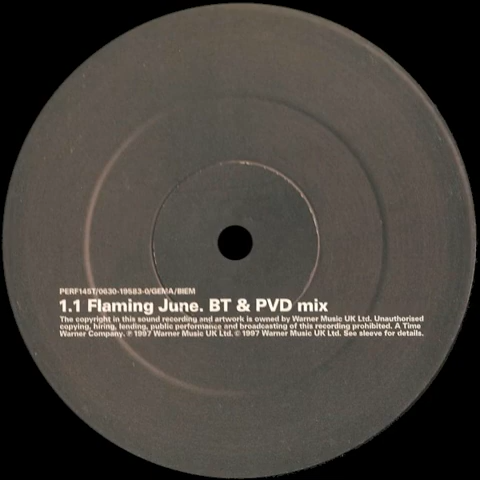 PERF145T/0630-19583-0/GEMA/BIEM
1.1 Flaming June. BT & PVD mix
The copyright in this sound recording and artwork is owned by Warner Music UK Ltd. Unauthorised
copying, hiring, lending, public performance and broadcasting of this recording prohibited. A Time
Warner Company. ℗ 1997 Warner Music UK Ltd. © 1997 Warner Music UK Ltd. See sleeve for details.